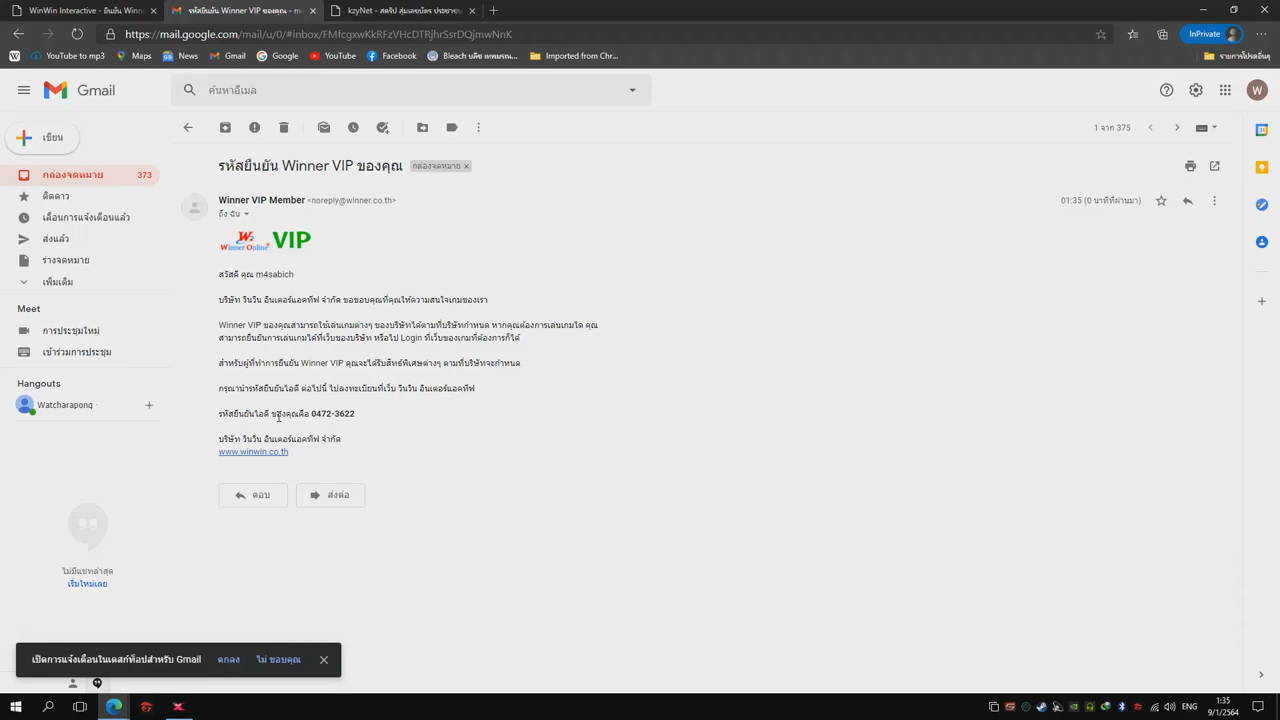 WinWin Interactive - ยืนยัน Winner
รหัสยืนยัน Winner VIP ของคุณ - m
kzyNet - สคริป สุ่มเลขบัตร ประชาชน
https://mail.google.com/mail/u/0/#inbox/FMfcgxwKkRFzVHcDTRjhrSsrDQjmwNnK
InPrivate
YouTube to mp3
Maps
News
Gmail
Google
YouTube
Facebook
Bleach บลีช เทพมรณ...
Imported from Chr...
รายการโปรดอื่นๆ
Gmail
ค้นหาอีเมล
W
เขียน
1 จาก 375
กล่องจดหมาย 373
ติดดาว
เลื่อนการแจ้งเตือนแล้ว
ส่งแล้ว
ร่างจดหมาย
เพิ่มเติม
Meet
การประชุมใหม่
เข้าร่วมการประชุม
Hangouts
Watcharapong
ไม่มีแชทล่าสุด
เริ่มใหม่เลย
รหัสยืนยัน Winner VIP ของคุณ
กล่องจดหมาย x
Winner VIP Member <noreply@winner.co.th>
01:35 (0 นาทีที่ผ่านมา)
ถึง ฉัน
Winner Online VIP
สวัสดี คุณ m4sabich
บริษัท วินวิน อินเตอร์แอคทีฟ จำกัด ขอขอบคุณที่คุณให้ความสนใจเกมของเรา
Winner VIP ของคุณสามารถใช้เล่นเกมต่างๆ ของบริษัทได้ตามที่บริษัทกำหนด หากคุณต้องการเล่นเกมใด คุณ
สามารถยืนยันการเล่นเกมได้ที่เว็บของบริษัท หรือไป Login ที่เว็บของเกมที่ต้องการก็ได้
สำหรับผู้ที่ทำการยืนยัน Winner VIP คุณจะได้รับสิทธิ์พิเศษต่างๆ ตามที่บริษัทจะกำหนด
กรุณานำรหัสยืนยันไอดี ต่อไปนี้ ไปลงทะเบียนที่เว็บ วินวิน อินเตอร์แอคทีฟ
รหัสยืนยันไอดี ของคุณคือ 0472-3622
บริษัท วินวิน อินเตอร์แอคทีฟ จำกัด
www.winwin.co.th
ตอบ
ส่งต่อ
เปิดการแจ้งเตือนในเดสก์ท็อปสำหรับ Gmail
ตกลง
ไม่ ขอบคุณ
1:35
9/1/2564